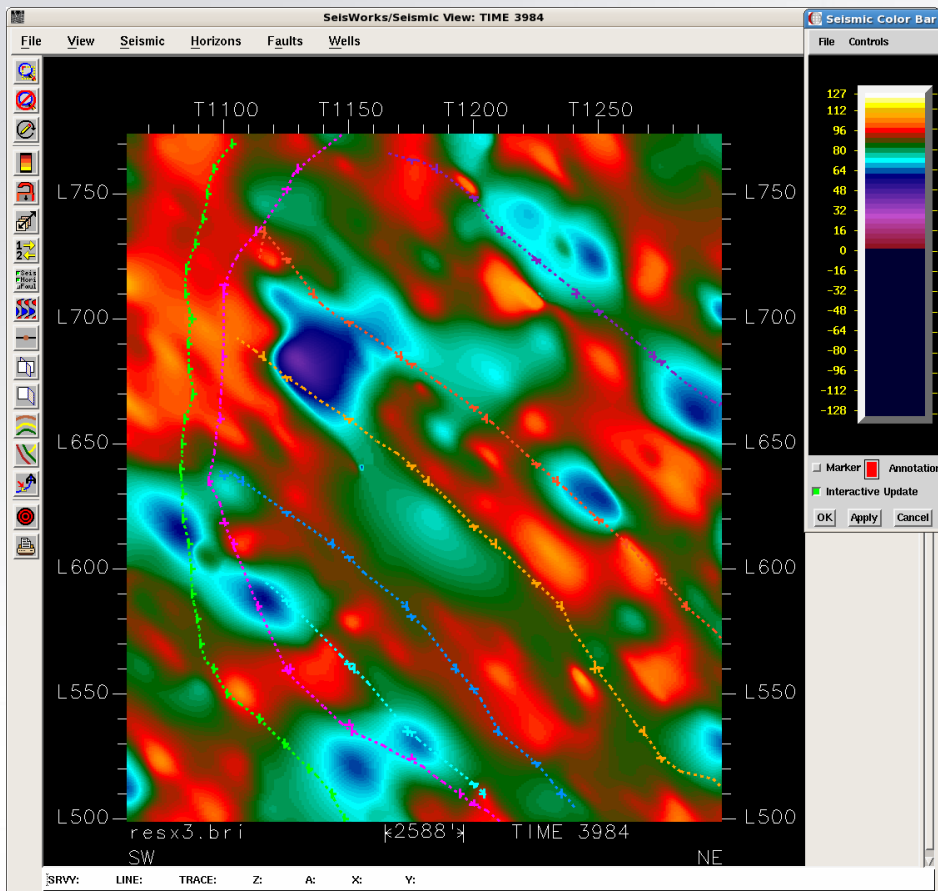 SeisWorks/Seismic View: TIME 3984
File View Seismic Horizons Faults Wells
T1100 T1150 T1200 T1250
L750 L750
L700 L700
L650 L650
L600 L600
L550 L550
L500 L500
resx3.bri <2588'> TIME 3984
SW NE
SRVY: LINE: TRACE: Z: A: X: Y:
Seismic Color Bar
File Controls
127
112
96
80
64
48
32
16
0
-16
-32
-48
-64
-80
-96
-112
-128
Marker Annotation
Interactive Update
OK Apply Cancel